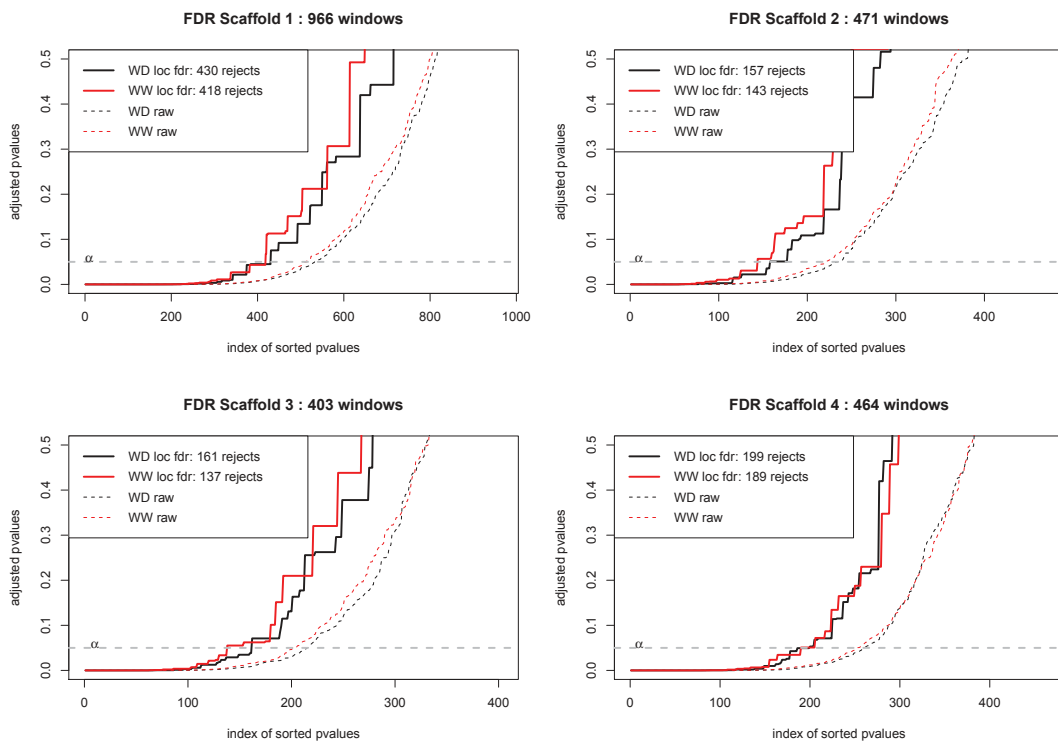 FDR Scaffold 1 : 966 windows
adjusted pvalues
0.0 0.1 0.2 0.3 0.4 0.5
WD loc fdr: 430 rejects
WW loc fdr: 418 rejects
WD raw
WW raw
α
0 200 400 600 800 1000
index of sorted pvalues
FDR Scaffold 2 : 471 windows
adjusted pvalues
0.0 0.1 0.2 0.3 0.4 0.5
WD loc fdr: 157 rejects
WW loc fdr: 143 rejects
WD raw
WW raw
α
0 100 200 300 400
index of sorted pvalues
FDR Scaffold 3 : 403 windows
adjusted pvalues
0.0 0.1 0.2 0.3 0.4 0.5
WD loc fdr: 161 rejects
WW loc fdr: 137 rejects
WD raw
WW raw
α
0 100 200 300 400
index of sorted pvalues
FDR Scaffold 4 : 464 windows
adjusted pvalues
0.0 0.1 0.2 0.3 0.4 0.5
WD loc fdr: 199 rejects
WW loc fdr: 189 rejects
WD raw
WW raw
α
0 100 200 300 400
index of sorted pvalues